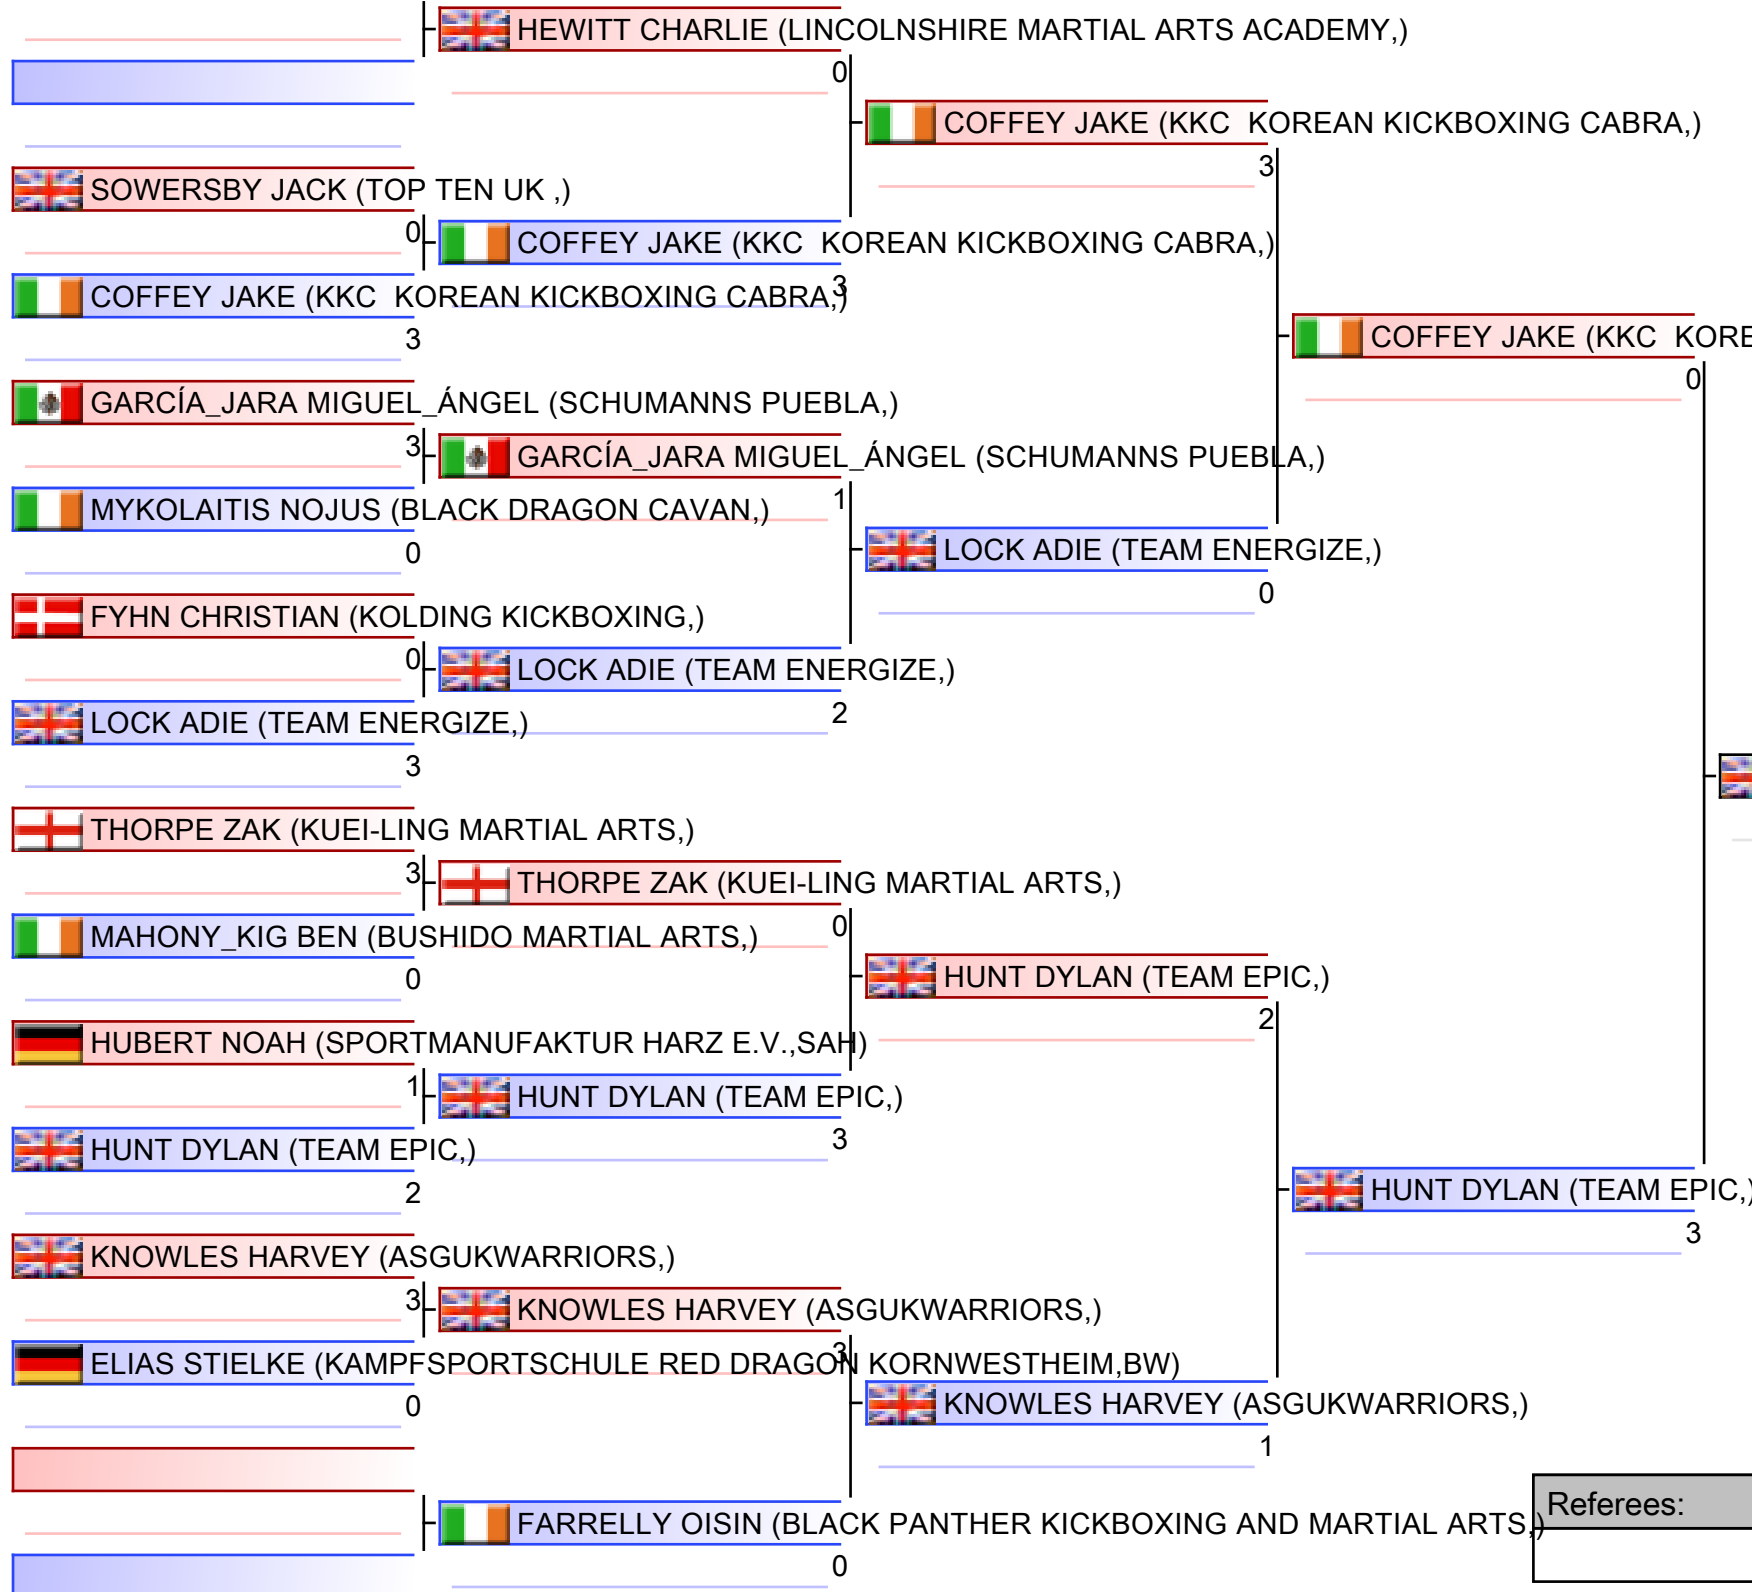 HEWITT CHARLIE (LINCOLNSHIRE MARTIAL ARTS ACADEMY,)
0
COFFEY JAKE (KKC  KOREAN KICKBOXING CABRA,)
3
SOWERSBY JACK (TOP TEN UK ,)
0
COFFEY JAKE (KKC  KOREAN KICKBOXING CABRA,)
3
COFFEY JAKE (KKC  KOREAN KICKBOXING CABRA,)
3
COFFEY JAKE (KKC  KORE
0
GARCÍA_JARA MIGUEL_ÁNGEL (SCHUMANNS PUEBLA,)
3
GARCÍA_JARA MIGUEL_ÁNGEL (SCHUMANNS PUEBLA,)
1
MYKOLAITIS NOJUS (BLACK DRAGON CAVAN,)
0
LOCK ADIE (TEAM ENERGIZE,)
0
FYHN CHRISTIAN (KOLDING KICKBOXING,)
0
LOCK ADIE (TEAM ENERGIZE,)
2
LOCK ADIE (TEAM ENERGIZE,)
3
THORPE ZAK (KUEI-LING MARTIAL ARTS,)
3
THORPE ZAK (KUEI-LING MARTIAL ARTS,)
0
MAHONY_KIG BEN (BUSHIDO MARTIAL ARTS,)
0
HUNT DYLAN (TEAM EPIC,)
2
HUBERT NOAH (SPORTMANUFAKTUR HARZ E.V.,SAH)
1
HUNT DYLAN (TEAM EPIC,)
3
HUNT DYLAN (TEAM EPIC,)
2
HUNT DYLAN (TEAM EPIC,)
3
KNOWLES HARVEY (ASGUKWARRIORS,)
3
KNOWLES HARVEY (ASGUKWARRIORS,)
3
ELIAS STIELKE (KAMPFSPORTSCHULE RED DRAGON KORNWESTHEIM,BW)
0
KNOWLES HARVEY (ASGUKWARRIORS,)
1
FARRELLY OISIN (BLACK PANTHER KICKBOXING AND MARTIAL ARTS,)
0
Referees: